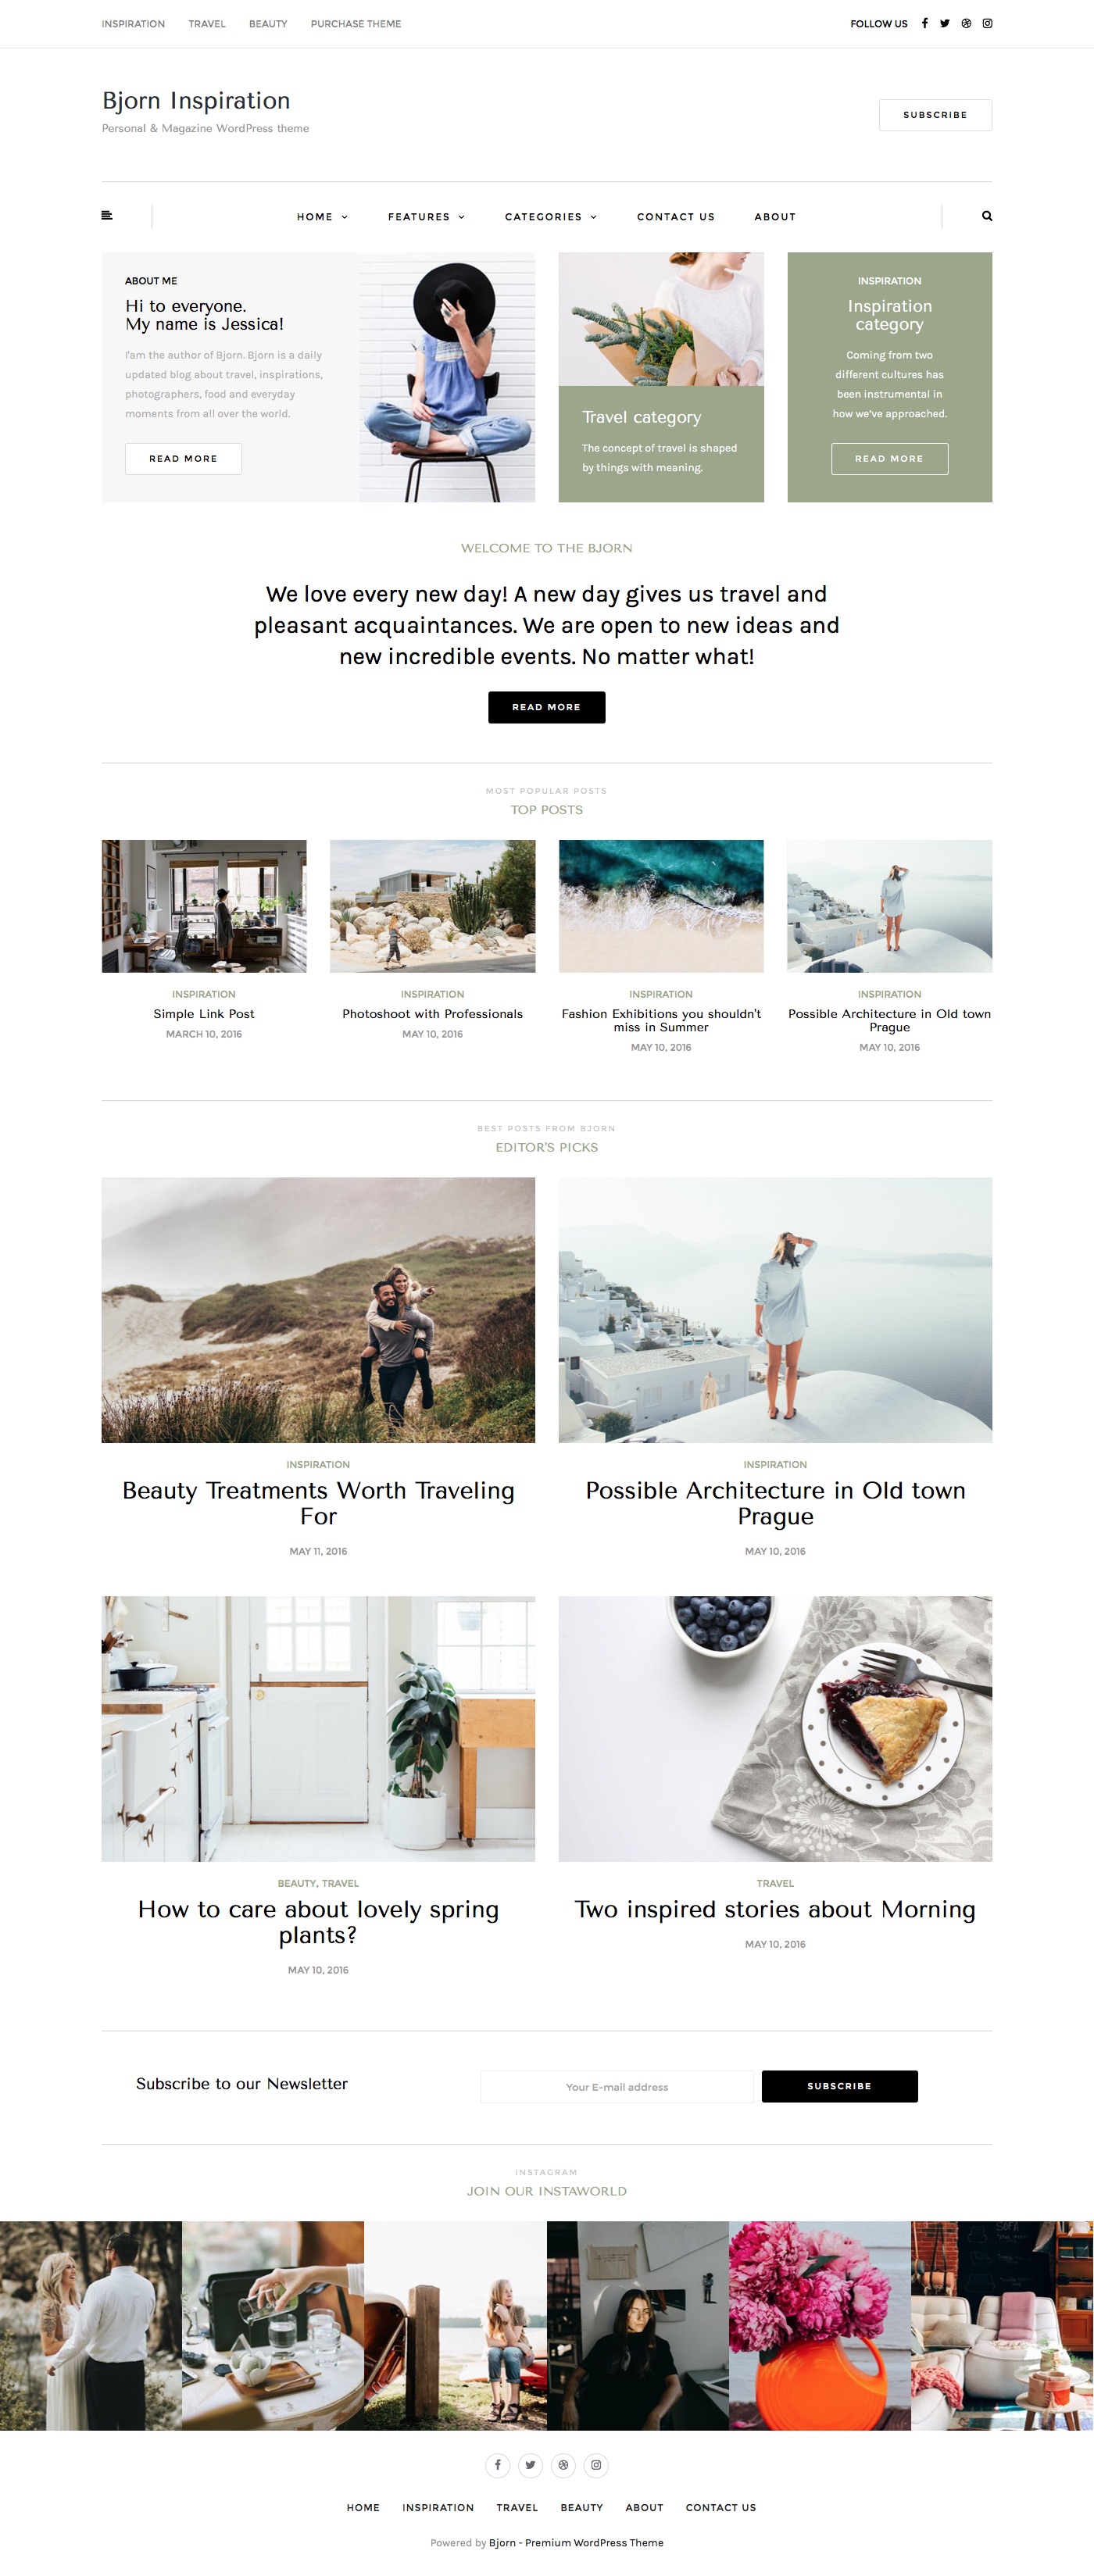 INSPIRATION TRAVEL BEAUTY PURCHASE THEME FOLLOW US
Bjorn Inspiration
Personal & Magazine WordPress theme
SUBSCRIBE
HOME FEATURES CATEGORIES CONTACT US ABOUT
ABOUT ME
Hi to everyone.
My name is Jessica!
I'am the author of Bjorn. Bjorn is a daily
updated blog about travel, inspirations,
photographers, food and everyday
moments from all over the world.
READ MORE
Travel category
The concept of travel is shaped
by things with meaning.
INSPIRATION
Inspiration
category
Coming from two
different cultures has
been instrumental in
how we've approached.
READ MORE
WELCOME TO THE BJORN
We love every new day! A new day gives us travel and
pleasant acquaintances. We are open to new ideas and
new incredible events. No matter what!
READ MORE
MOST POPULAR POSTS
TOP POSTS
INSPIRATION
Simple Link Post
MARCH 10, 2016
INSPIRATION
Photoshoot with Professionals
MAY 10, 2016
INSPIRATION
Fashion Exhibitions you shouldn't
miss in Summer
MAY 10, 2016
INSPIRATION
Possible Architecture in Old town
Prague
MAY 10, 2016
BEST POSTS FROM BJORN
EDITOR'S PICKS
INSPIRATION
Beauty Treatments Worth Traveling
For
MAY 11, 2016
INSPIRATION
Possible Architecture in Old town
Prague
MAY 10, 2016
BEAUTY, TRAVEL
How to care about lovely spring
plants?
MAY 10, 2016
TRAVEL
Two inspired stories about Morning
MAY 10, 2016
Subscribe to our Newsletter
Your E-mail address
SUBSCRIBE
INSTAGRAM
JOIN OUR INSTAWORLD
SOFA
HOME INSPIRATION TRAVEL BEAUTY ABOUT CONTACT US
Powered by Bjorn - Premium WordPress Theme